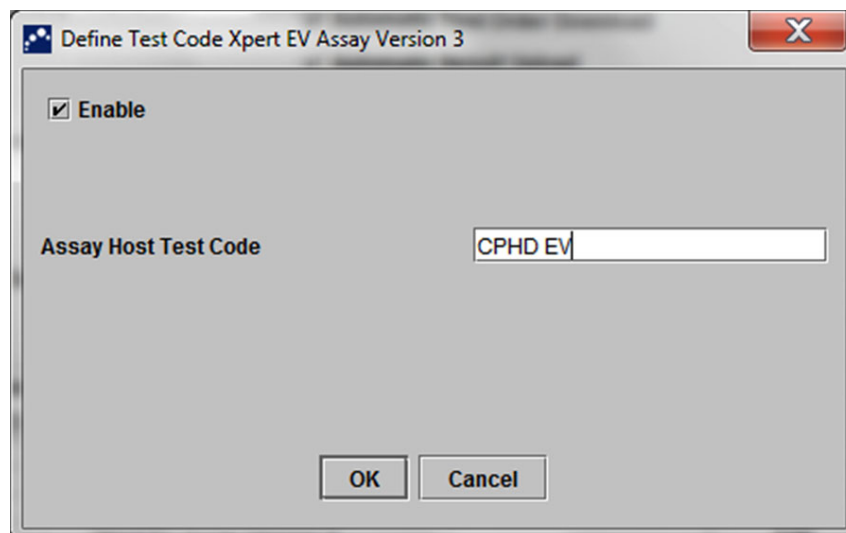 Define Test Code Xpert EV Assay Version 3
Enable
Assay Host Test Code
CPHD EV
OK
Cancel